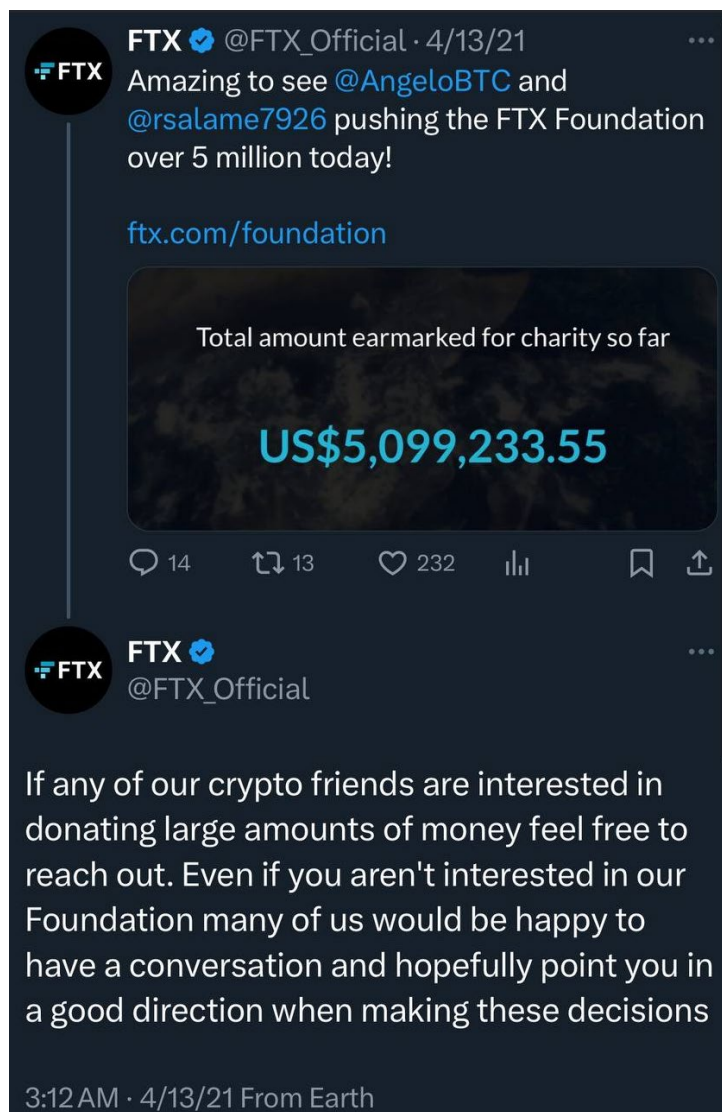 FTX @FTX_Official · 4/13/21
FTX
Amazing to see @AngeloBTC and
@rsalame7926 pushing the FTX Foundation
over 5 million today!
ftx.com/foundation
Total amount earmarked for charity so far
US$5,099,233.55
14 13 232
FTX
FTX
@FTX_Official
If any of our crypto friends are interested in
donating large amounts of money feel free to
reach out. Even if you aren't interested in our
Foundation many of us would be happy to
have a conversation and hopefully point you in
a good direction when making these decisions
3:12 AM · 4/13/21 From Earth